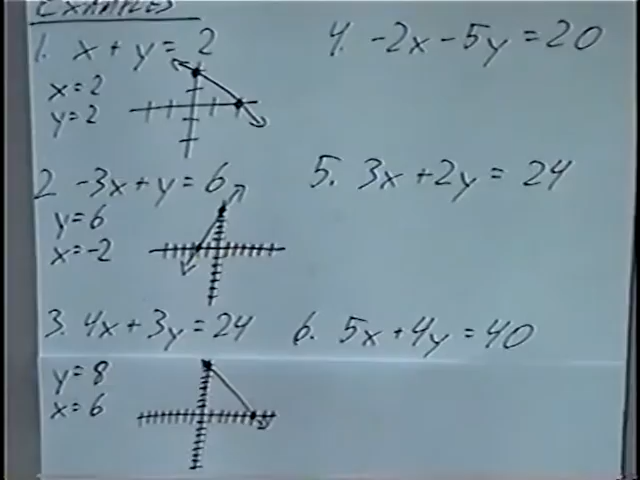 EXAMPLES
1. x + y = 2
x = 2
y = 2
2 -3x + y = 6
y = 6
x = -2
3. 4x + 3y = 24
y = 8
x = 6
4. -2x - 5y = 20
5. 3x + 2y = 24
6. 5x + 4y = 40